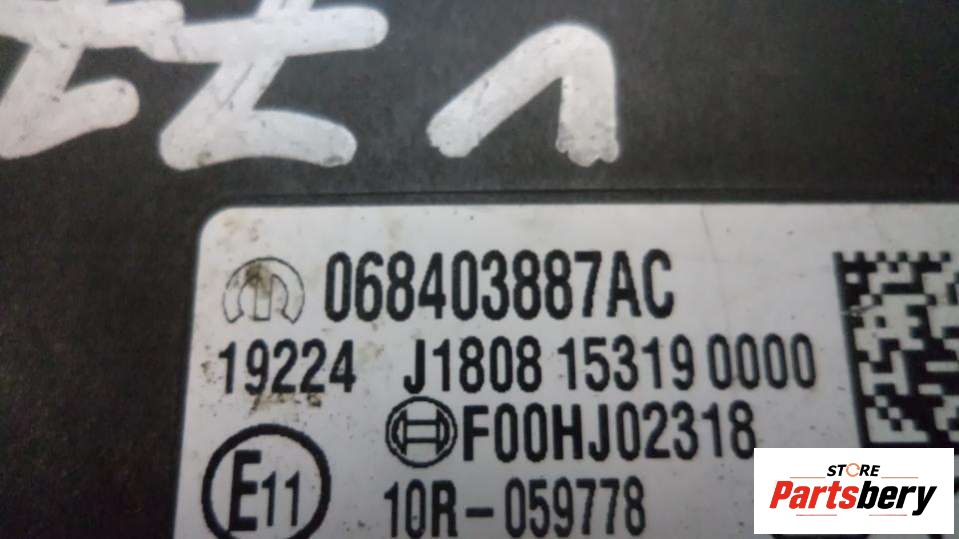 068403887AC
19224 J1808 15319 0000
F00HJ02318
E11
10R-059778
STORE
Partsbery